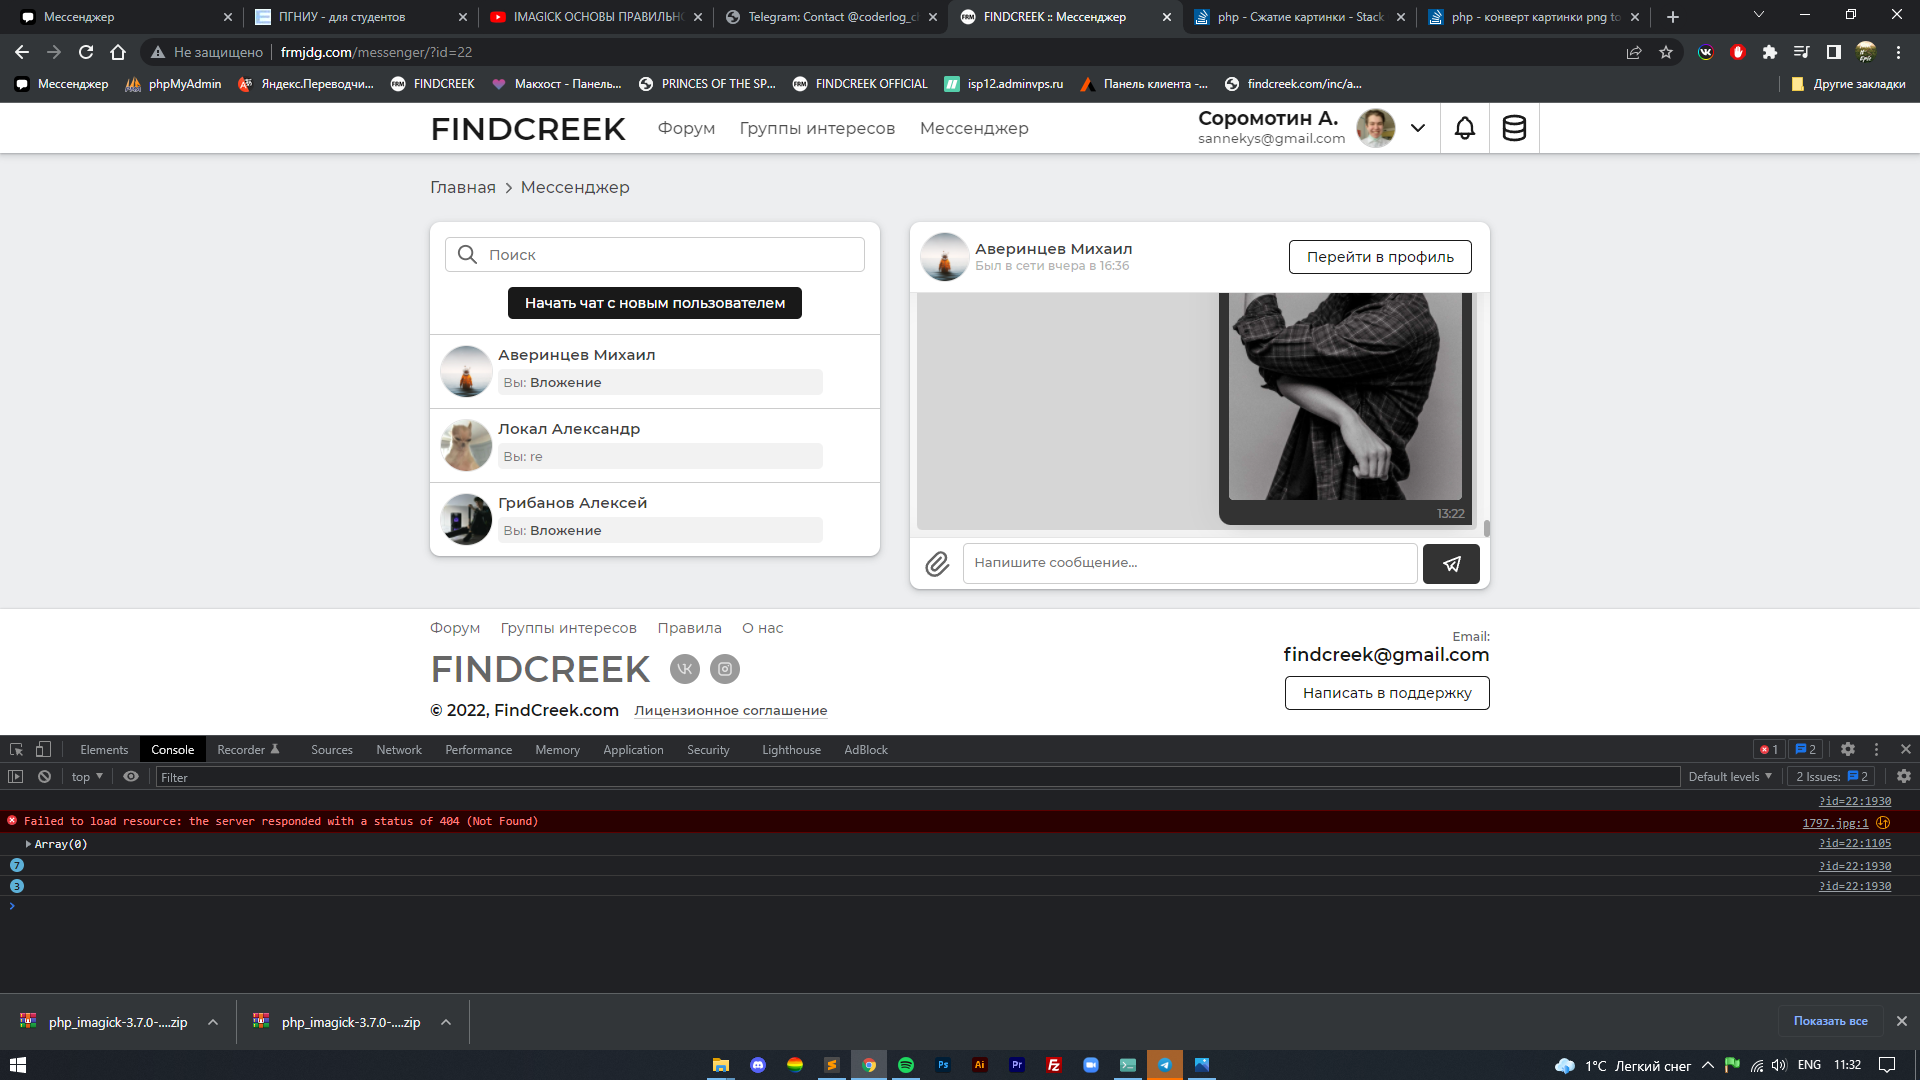 Мессенджер
ПГНИУ - для студентов
IMAGICK ОСНОВЫ ПРАВИЛЬНО
Telegram: Contact @coderlog_c
FINDCREEK :: Мессенджер
php - Сжатие картинки - Stack
php - конверт картинки png to
Не защищено
frmjdg.com/messenger/?id=22
Мессенджер
phpMyAdmin
Яндекс.Переводчи...
FINDCREEK
Макхост - Панель...
PRINCES OF THE SP...
FINDCREEK OFFICIAL
isp12.adminvps.ru
Панель клиента -...
findcreek.com/inc/a...
Другие закладки
FINDCREEK
Форум
Группы интересов
Мессенджер
Соромотин А.
sannekys@gmail.com
Главная > Мессенджер
Поиск
Начать чат с новым пользователем
Аверинцев Михаил
Вы: Вложение
Локал Александр
Вы: re
Грибанов Алексей
Вы: Вложение
Аверинцев Михаил
Был в сети вчера в 16:36
Перейти в профиль
13:22
Напишите сообщение...
Форум
Группы интересов
Правила
О нас
FINDCREEK
© 2022, FindCreek.com
Лицензионное соглашение
Email:
findcreek@gmail.com
Написать в поддержку
Elements
Console
Recorder
Sources
Network
Performance
Memory
Application
Security
Lighthouse
AdBlock
1
2
top
Filter
Default levels
2 Issues:
2
?id=22:1930
Failed to load resource: the server responded with a status of 404 (Not Found)
1797.jpg:1
Array(0)
?id=22:1105
7
?id=22:1930
3
?id=22:1930
php_imagick-3.7.0-....zip
php_imagick-3.7.0-....zip
Показать все
1°C Легкий снег
ENG
11:32